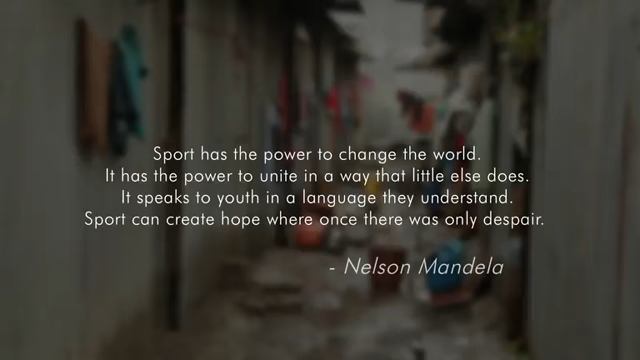 Sport has the power to change the world.
It has the power to unite in a way that little else does.
It speaks to youth in a language they understand.
Sport can create hope where once there was only despair.
- Nelson Mandela